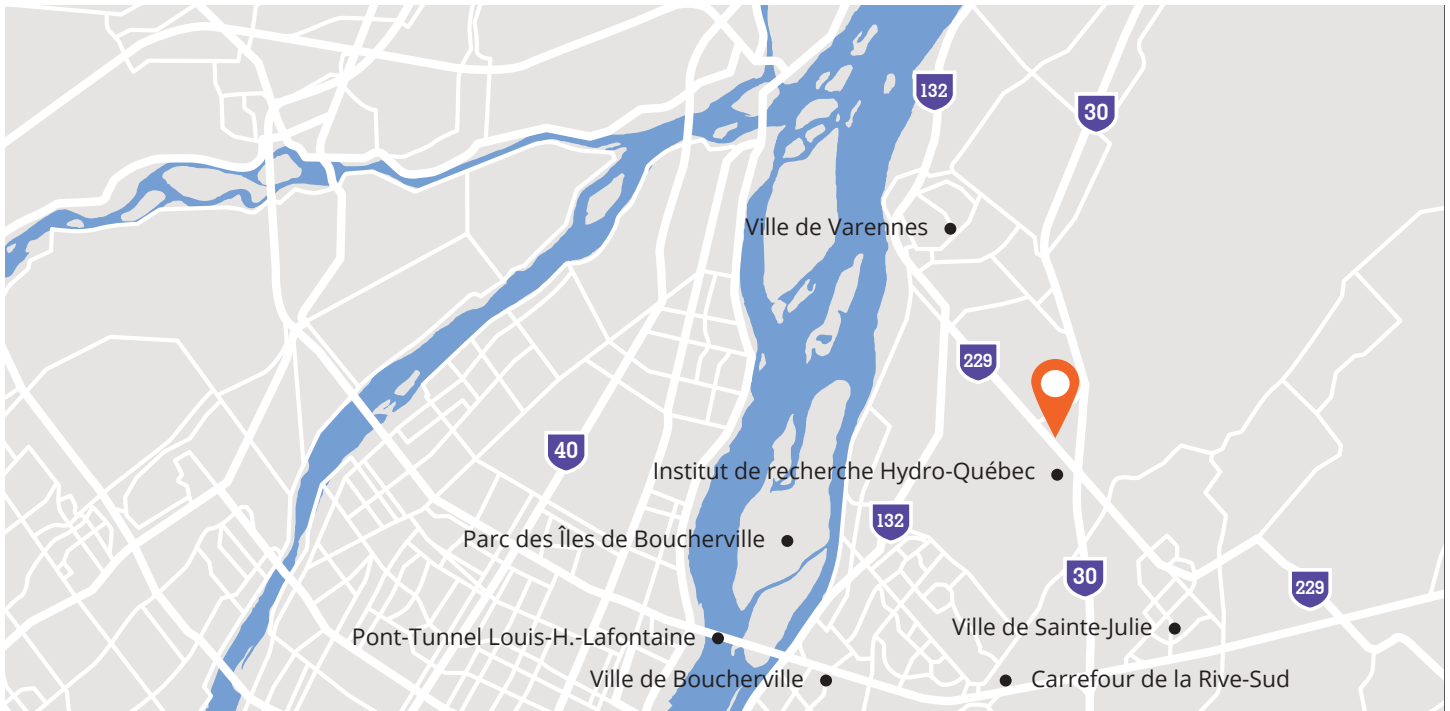 132
30
Ville de Varennes
229
40
Institut de recherche Hydro-Québec
132
Parc des Îles de Boucherville
30
229
Ville de Sainte-Julie
Pont-Tunnel Louis-H.-Lafontaine
Ville de Boucherville
Carrefour de la Rive-Sud